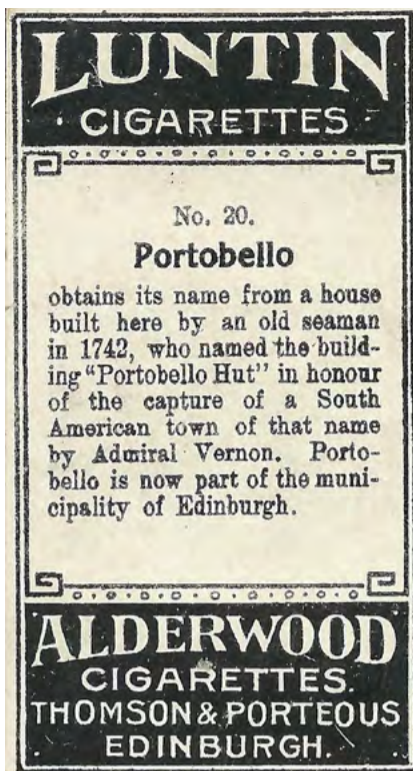 LUNTIN
· CIGARETTES ·
No. 20.
Portobello
obtains its name from a house
built here by an old seaman
in 1742, who named the build-
ing "Portobello Hut" in honour
of the capture of a South
American town of that name
by Admiral Vernon. Porto-
bello is now part of the muni-
cipality of Edinburgh.
ALDERWOOD
CIGARETTES.
THOMSON & PORTEOUS
· EDINBURGH. ·